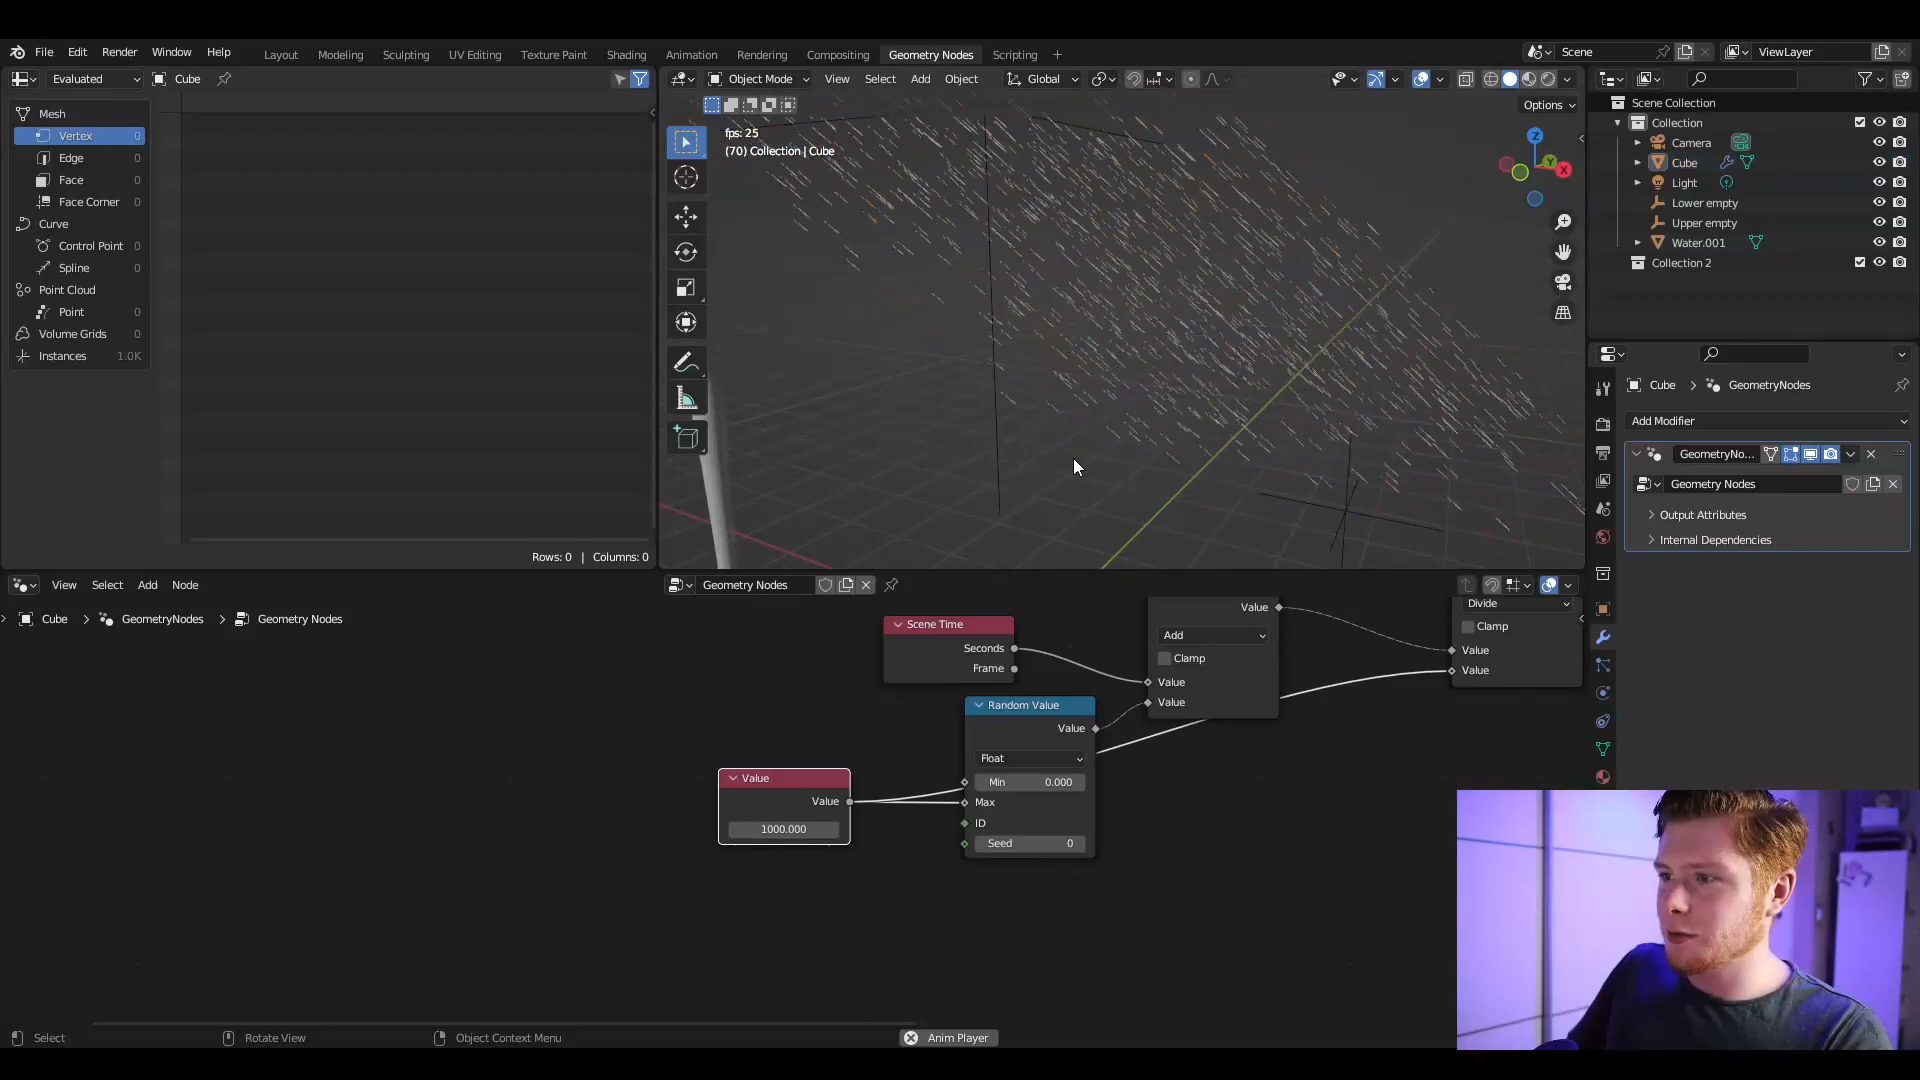 File Edit Render Window Help
Layout Modeling Sculpting UV Editing Texture Paint Shading Animation Rendering Compositing Geometry Nodes Scripting +
Scene
ViewLayer
Evaluated
Cube
Object Mode View Select Add Object
Global
Options
Mesh
Vertex 0
Edge 0
Face 0
Face Corner 0
Curve
Control Point 0
Spline 0
Point Cloud
Point 0
Volume Grids 0
Instances 1.0K
Rows: 0 | Columns: 0
fps: 25
(70) Collection | Cube
Z
Y
X
Scene Collection
Collection
Camera
Cube
Light
Lower empty
Upper empty
Water.001
Collection 2
Cube > GeometryNodes
Add Modifier
GeometryNo...
Geometry Nodes
Output Attributes
Internal Dependencies
View Select Add Node
Geometry Nodes
Cube > GeometryNodes > Geometry Nodes
Scene Time
Seconds
Frame
Value
Add
Clamp
Value
Value
Divide
Clamp
Value
Value
Random Value
Value
Float
Min 0.000
Max
ID
Seed 0
Value
Value
1000.000
Select
Rotate View
Object Context Menu
Anim Player